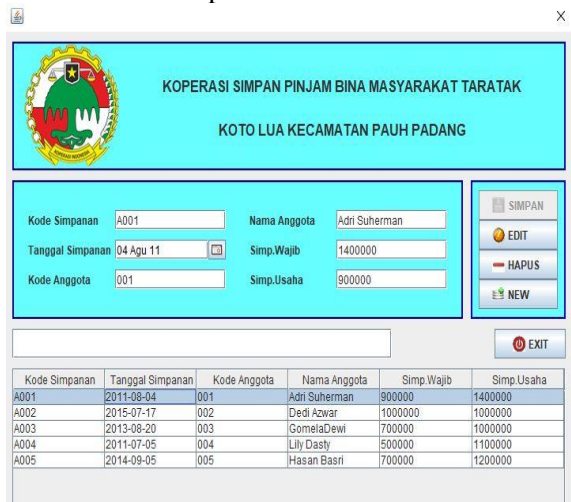 X
KOPERASI SIMPAN PINJAM BINA MASYARAKAT TARATAK
KOTO LUA KECAMATAN PAUH PADANG
KOPERASI INDONESIA
Kode Simpanan A001 Nama Anggota Adri Suherman
Tanggal Simpanan 04 Agu 11 Simp.Wajib 1400000
Kode Anggota 001 Simp.Usaha 900000
SIMPAN
EDIT
HAPUS
NEW
EXIT
Kode Simpanan Tanggal Simpanan Kode Anggota Nama Anggota Simp.Wajib Simp.Usaha
A001 2011-08-04 001 Adri Suherman 900000 1400000
A002 2015-07-17 002 Dedi Azwar 1000000 1000000
A003 2013-08-20 003 GomelaDewi 700000 1000000
A004 2011-07-05 004 Lily Dasty 500000 1100000
A005 2014-09-05 005 Hasan Basri 700000 1200000